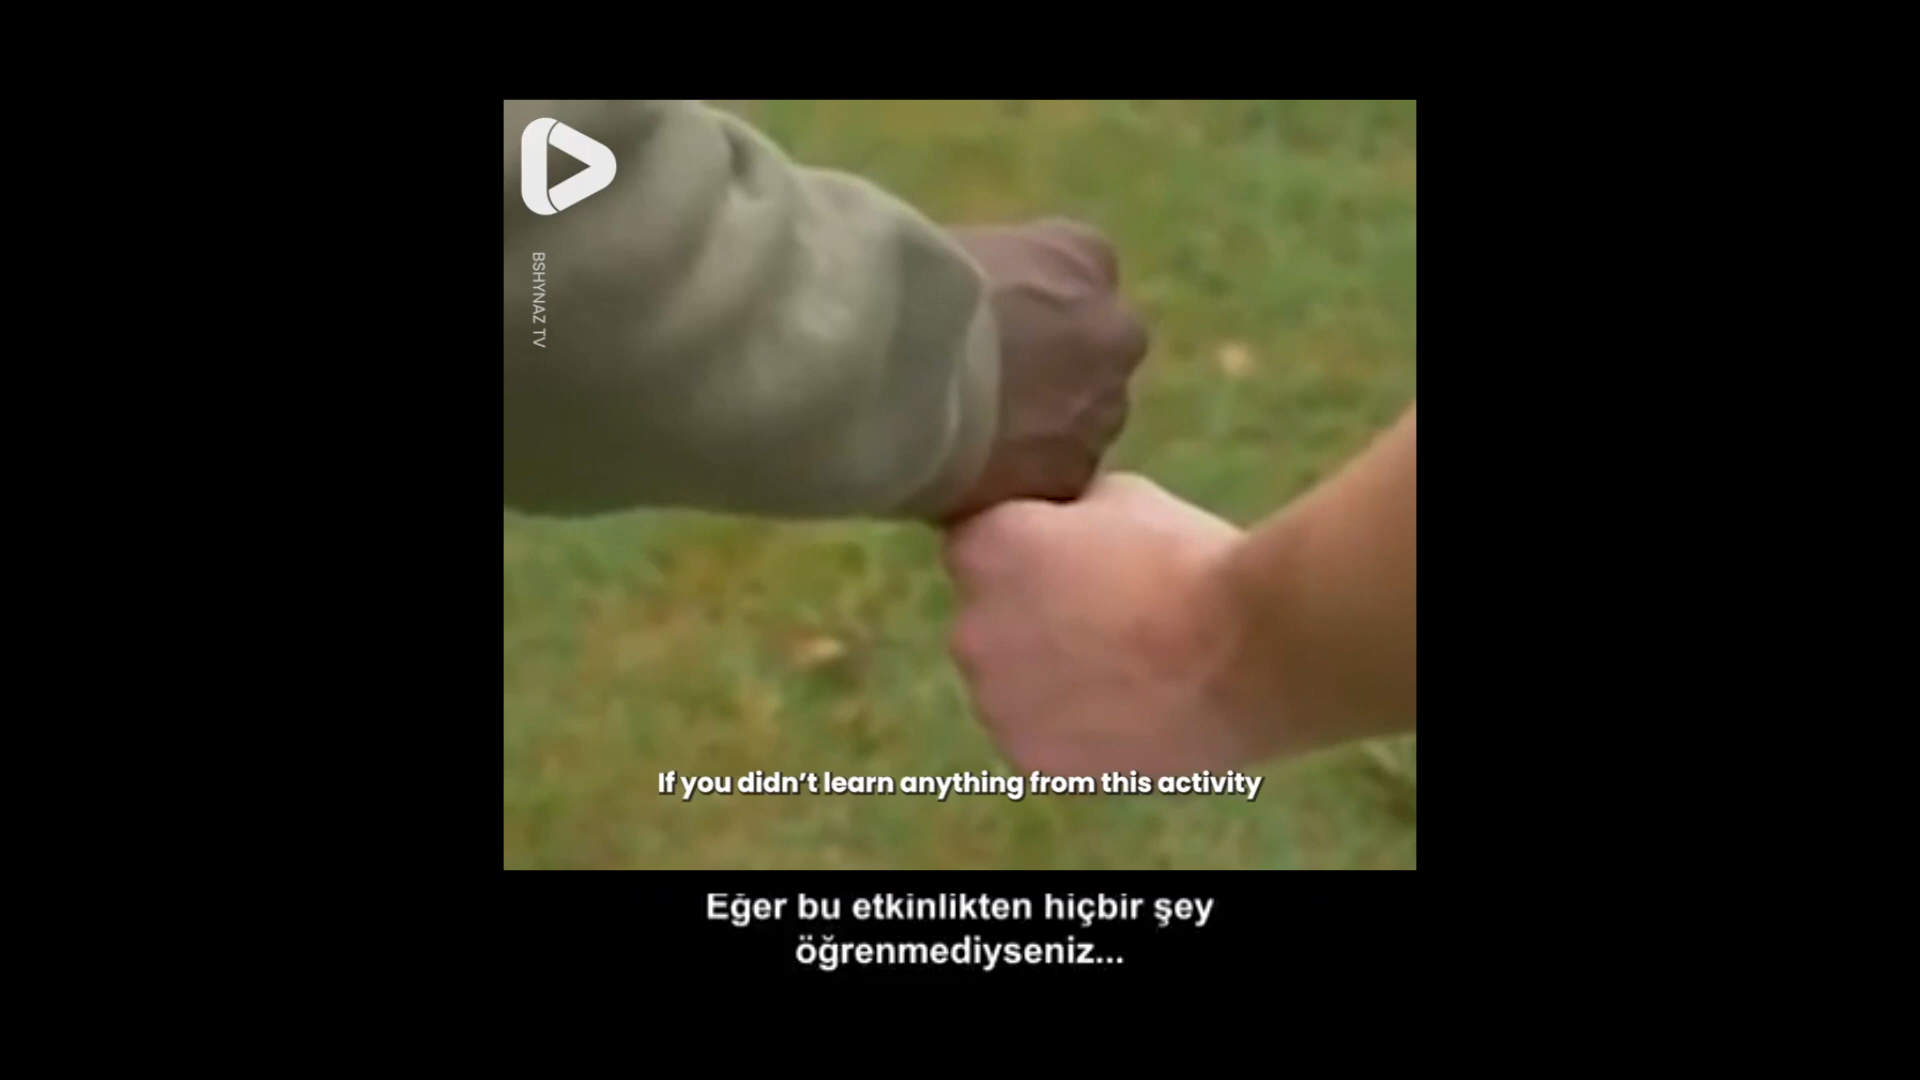 BSHYNAZ TV
If you didn’t learn anything from this activity
Eğer bu etkinlikten hiçbir şey
öğrenmediyseniz...